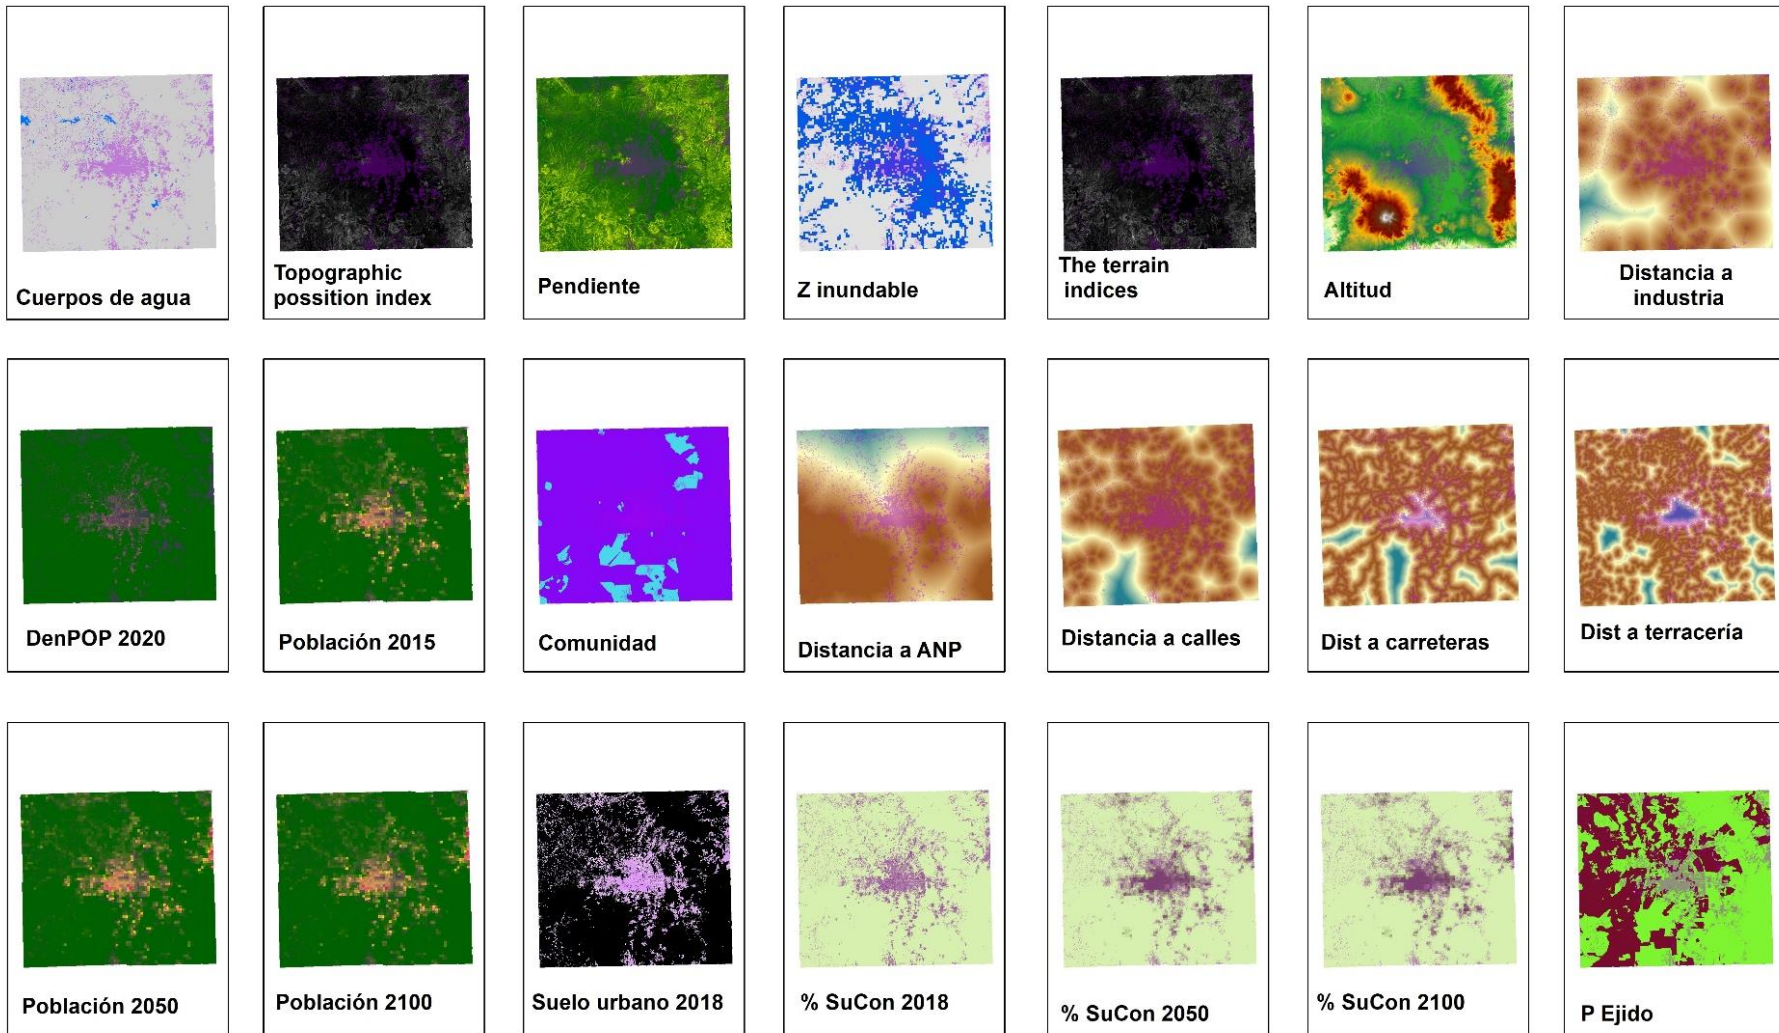 Cuerpos de agua
Topographic
possition index
Pendiente
Z inundable
The terrain
indices
Altitud
Distancia a
industria
DenPOP 2020
Población 2015
Comunidad
Distancia a ANP
Distancia a calles
Dist a carreteras
Dist a terracería
Población 2050
Población 2100
Suelo urbano 2018
% SuCon 2018
% SuCon 2050
% SuCon 2100
P Ejido